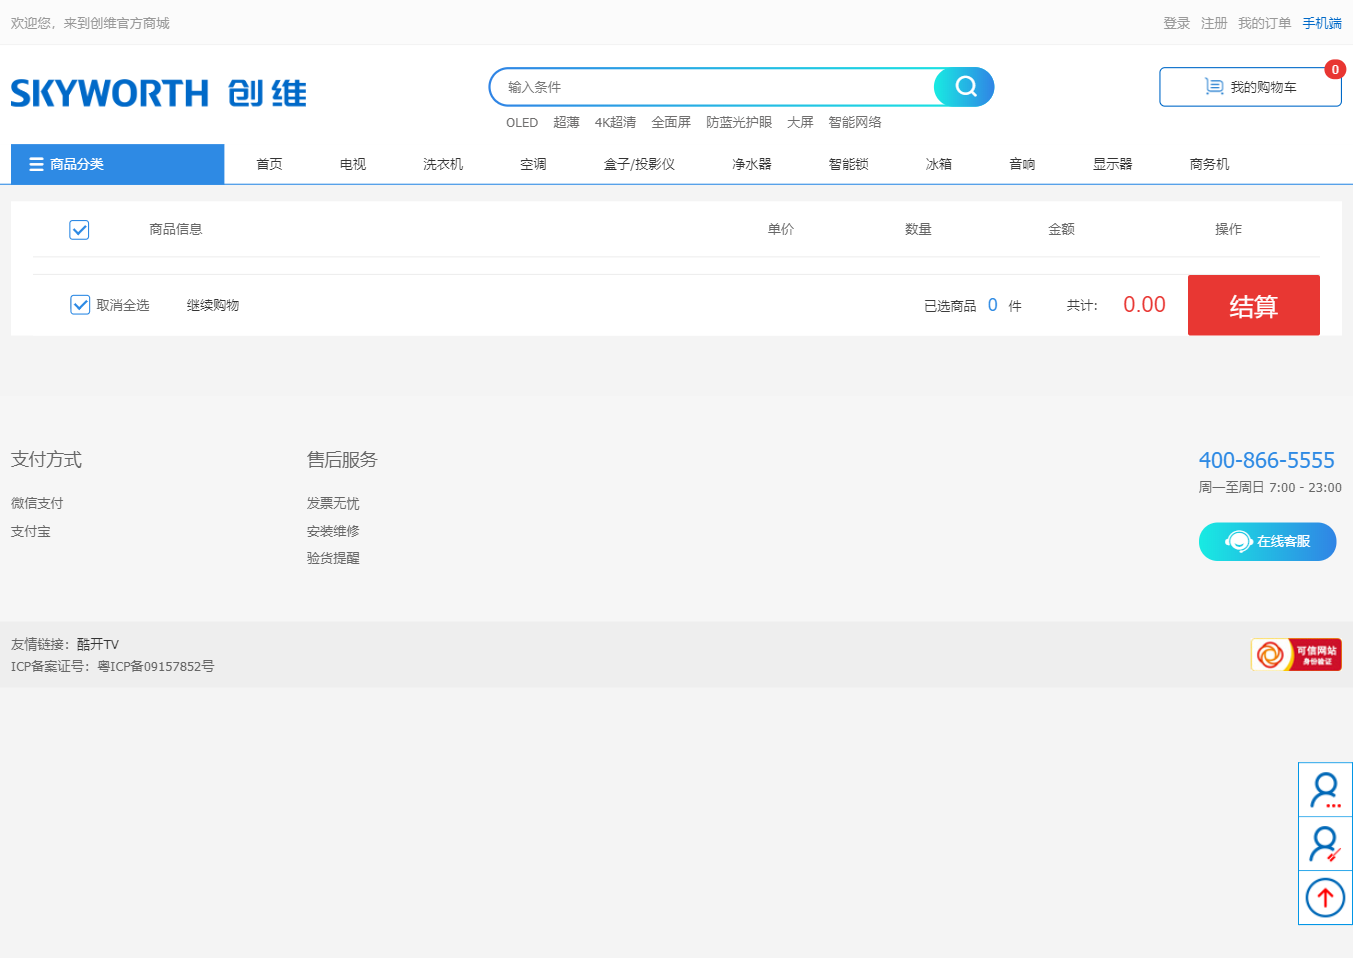 欢迎您，来到创维官方商城
登录 注册 我的订单 手机端
SKYWORTH 创维
输入条件
我的购物车 0
OLED 超薄 4K超清 全面屏 防蓝光护眼 大屏 智能网络
商品分类 首页 电视 洗衣机 空调 盒子/投影仪 净水器 智能锁 冰箱 音响 显示器 商务机
商品信息 单价 数量 金额 操作
取消全选 继续购物 已选商品 0 件 共计: 0.00 结算
支付方式
微信支付
支付宝
售后服务
发票无忧
安装维修
验货提醒
400-866-5555
周一至周日 7:00 - 23:00
在线客服
友情链接：酷开TV
ICP备案证号：粤ICP备09157852号
可信网站
身份验证